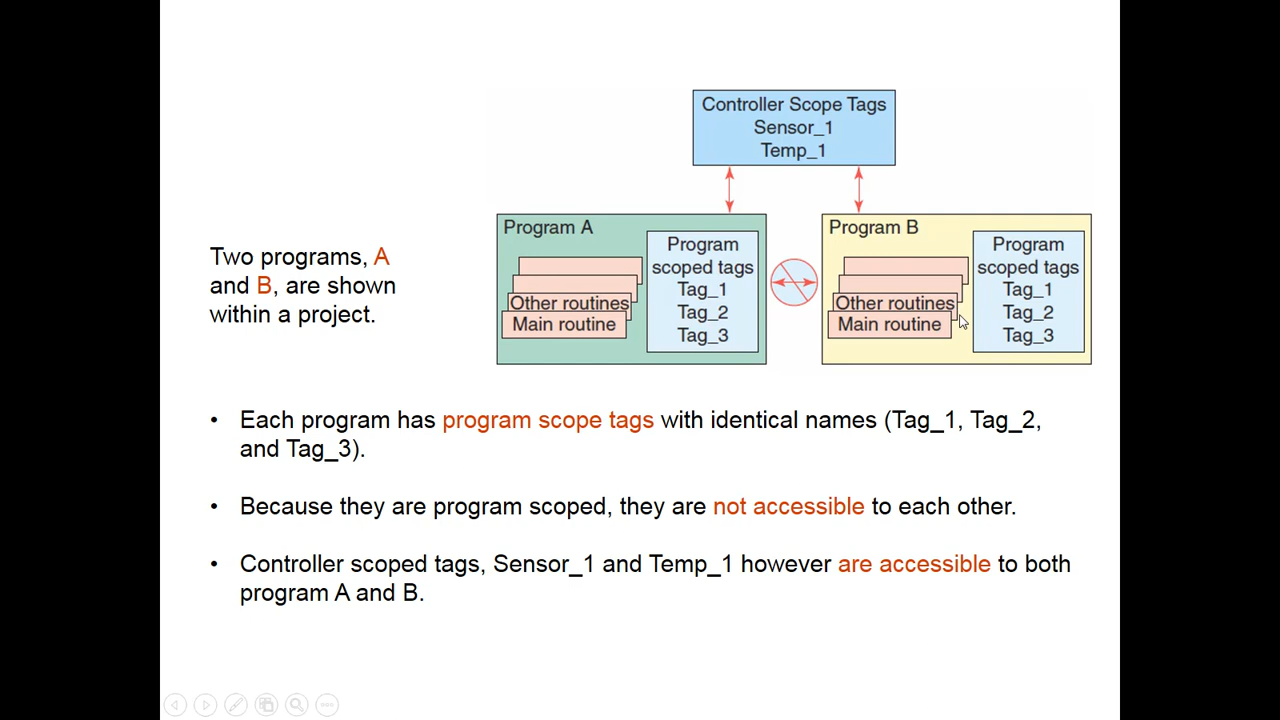 Controller Scope Tags
Sensor_1
Temp_1
Program A
Program
scoped tags
Tag_1
Tag_2
Tag_3
Other routines
Main routine
Program B
Program
scoped tags
Tag_1
Tag_2
Tag_3
Other routines
Main routine
Two programs, A
and B, are shown
within a project.
• Each program has program scope tags with identical names (Tag_1, Tag_2,
and Tag_3).
• Because they are program scoped, they are not accessible to each other.
• Controller scoped tags, Sensor_1 and Temp_1 however are accessible to both
program A and B.